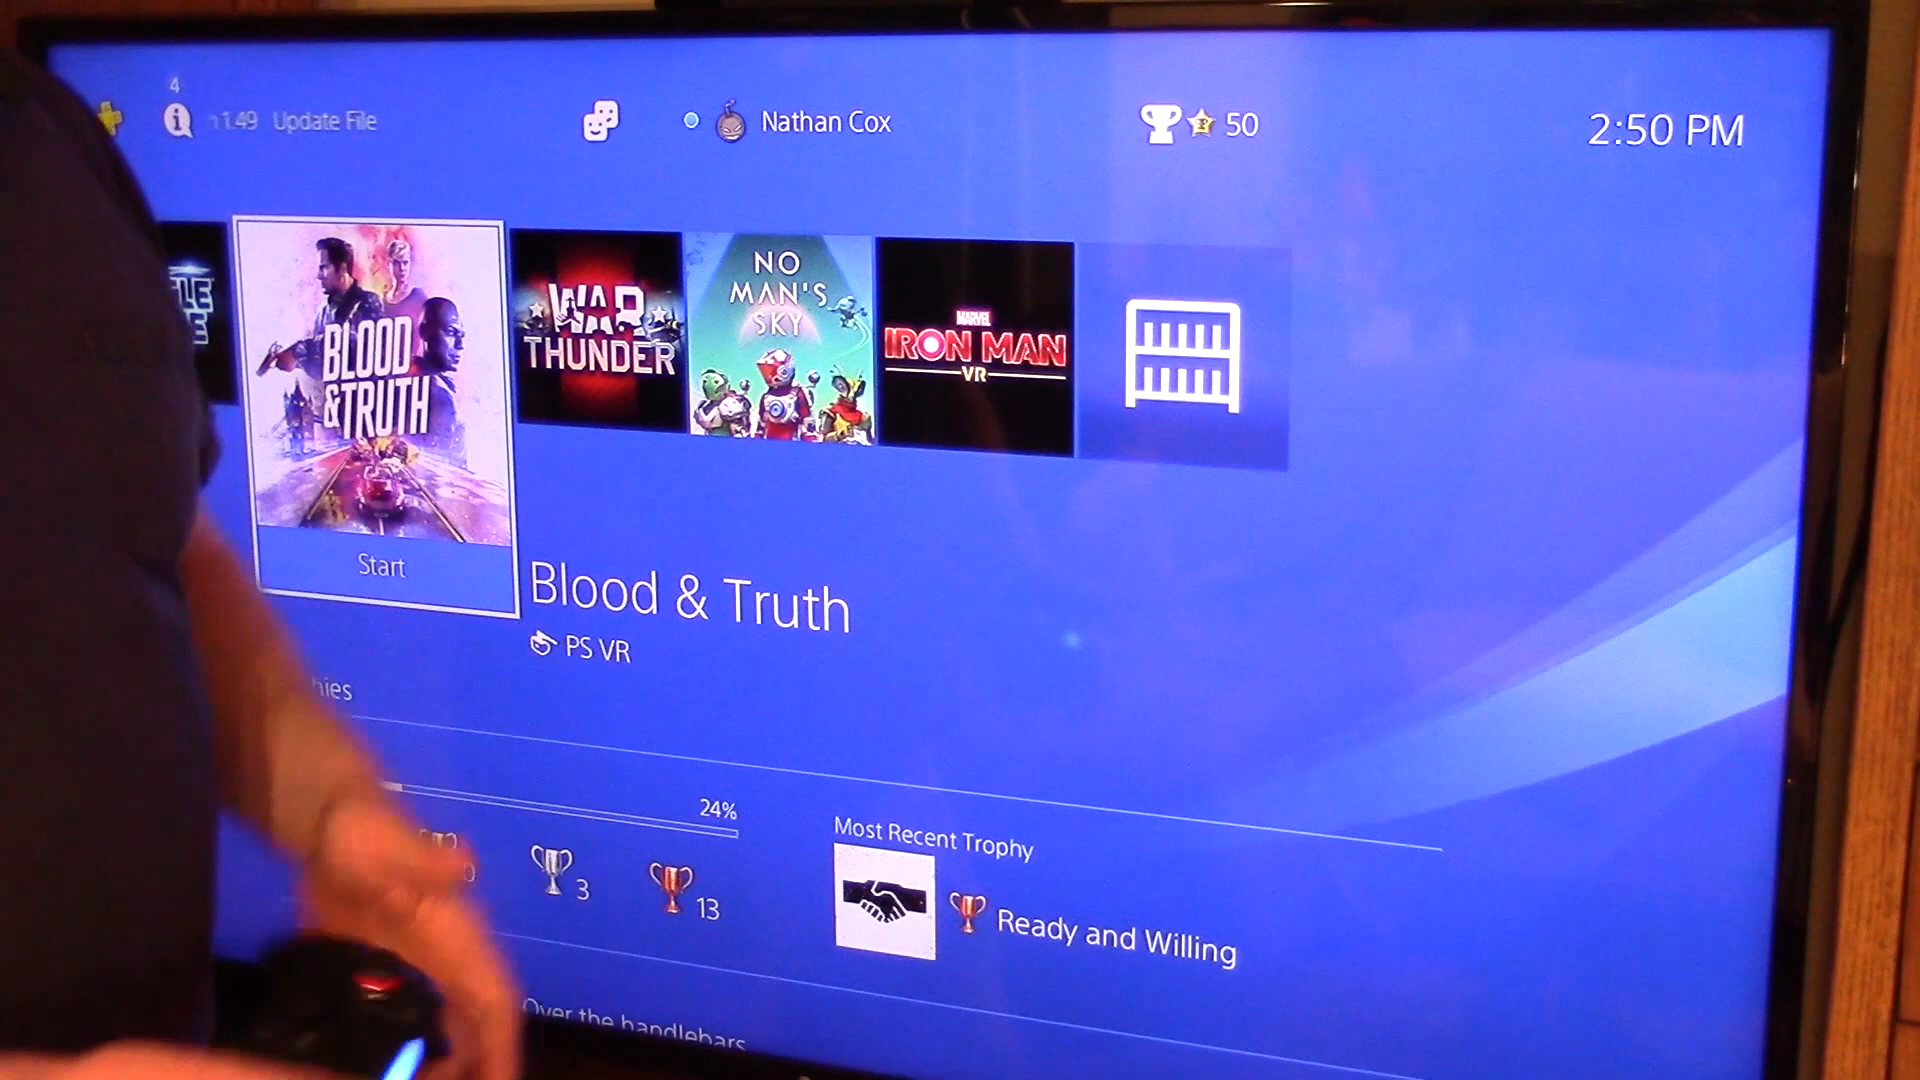 4
1.49 Update File
Nathan Cox
50
2:50 PM
BLOOD
&TRUTH
WAR
THUNDER
NO
MAN'S
SKY
MARVEL
IRON MAN
VR
Start
Blood & Truth
PS VR
24%
0
3
13
Most Recent Trophy
Ready and Willing
Over the handlebars